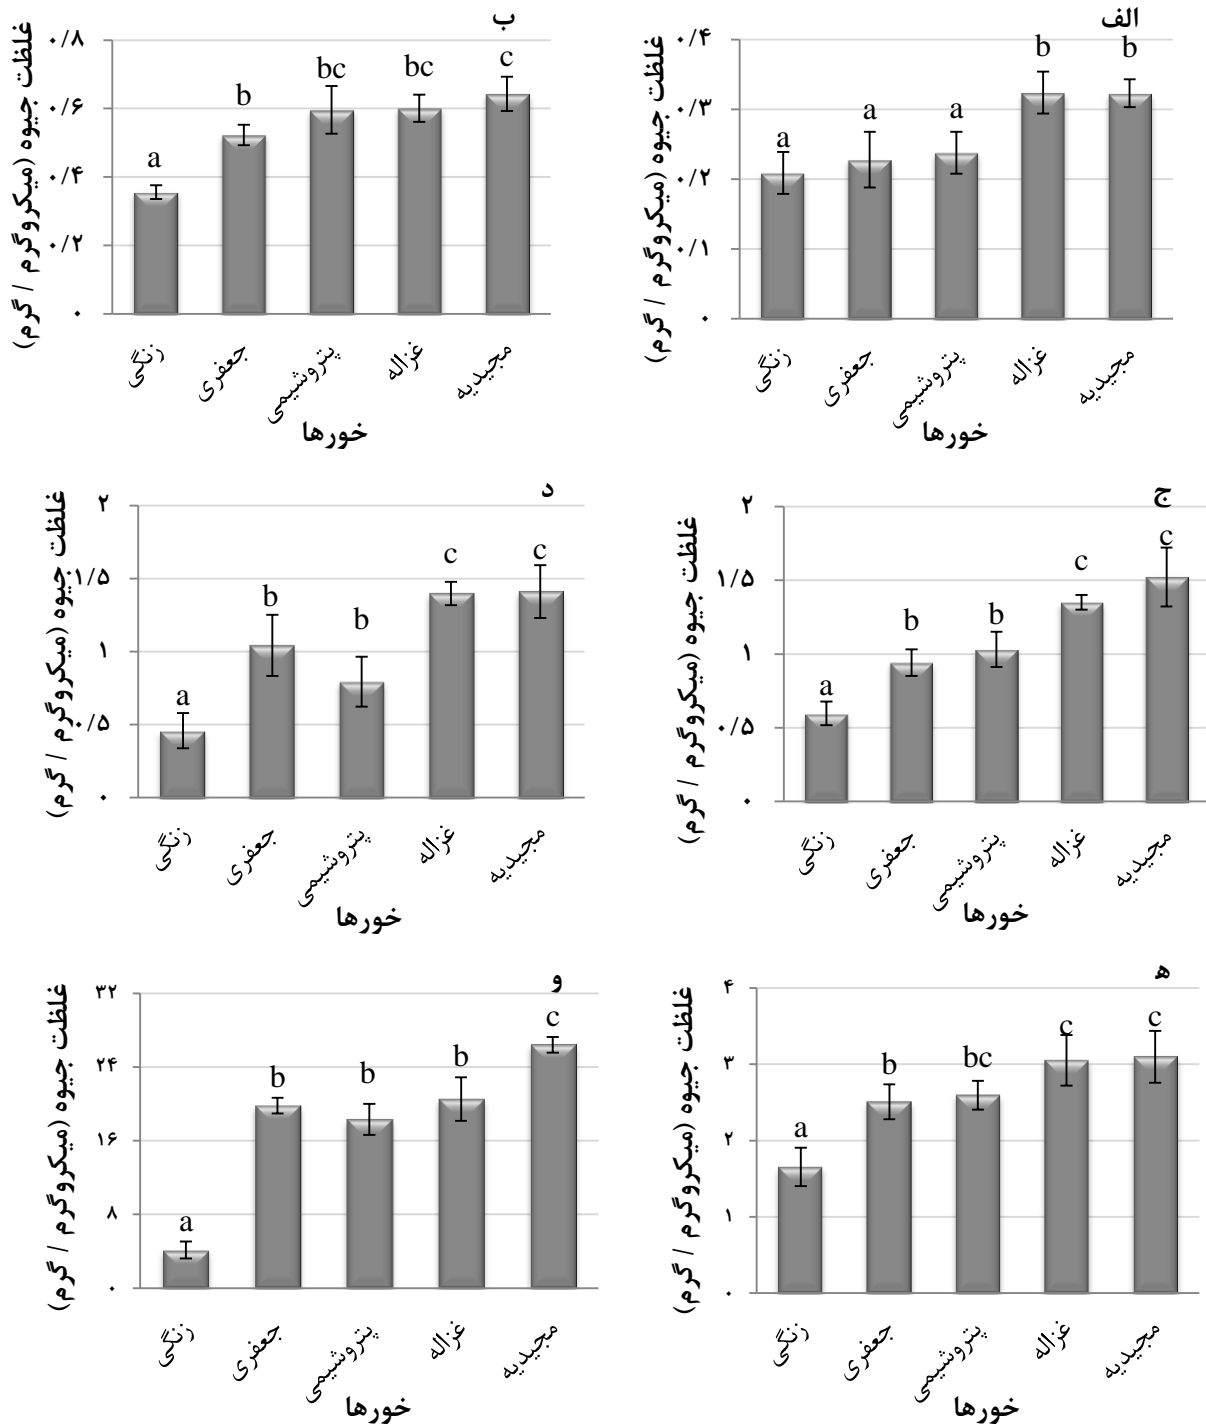 الف
غلظت جیوه (میکروگرم / گرم)
۰/۴
۰/۳
۰/۲
۰/۱
۰
a
a
a
b
b
زنگی
جعفری
پتروشیمی
غزاله
مجیدیه
خورها
ب
غلظت جیوه (میکروگرم / گرم)
۰/۸
۰/۶
۰/۴
۰/۲
۰
a
b
bc
bc
c
زنگی
جعفری
پتروشیمی
غزاله
مجیدیه
خورها
ج
غلظت جیوه (میکروگرم / گرم)
۲
۱/۵
۱
۰/۵
۰
a
b
b
c
c
زنگی
جعفری
پتروشیمی
غزاله
مجیدیه
خورها
د
غلظت جیوه (میکروگرم / گرم)
۲
۱/۵
۱
۰/۵
۰
a
b
b
c
c
زنگی
جعفری
پتروشیمی
غزاله
مجیدیه
خورها
ه
غلظت جیوه (میکروگرم / گرم)
۴
۳
۲
۱
۰
a
b
bc
c
c
زنگی
جعفری
پتروشیمی
غزاله
مجیدیه
خورها
و
غلظت جیوه (میکروگرم / گرم)
۳۲
۲۴
۱۶
۸
۰
a
b
b
b
c
زنگی
جعفری
پتروشیمی
غزاله
مجیدیه
خورها